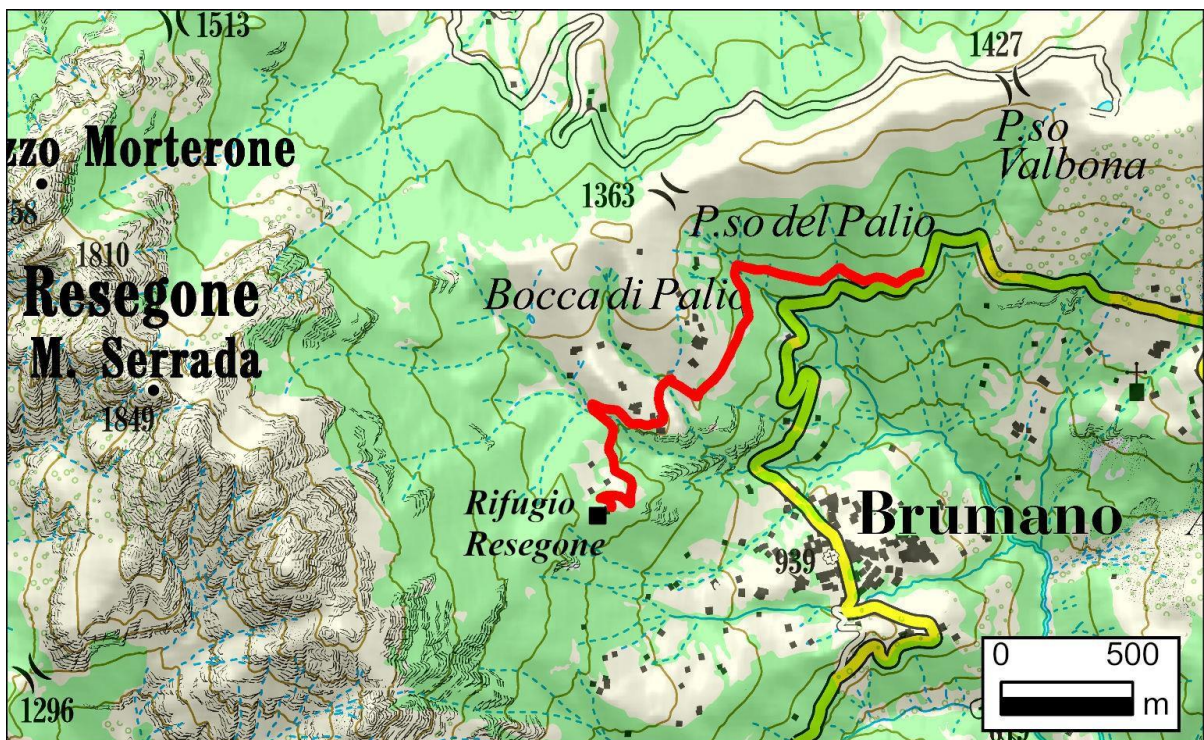 1513
1427
P.so
Valbona
zzo Morterone
58
1363
P.so del Palio
1810
Resegone
Bocca di Palio
M. Serrada
1849
Rifugio
Resegone
Brumano
939
1296
0 500
m